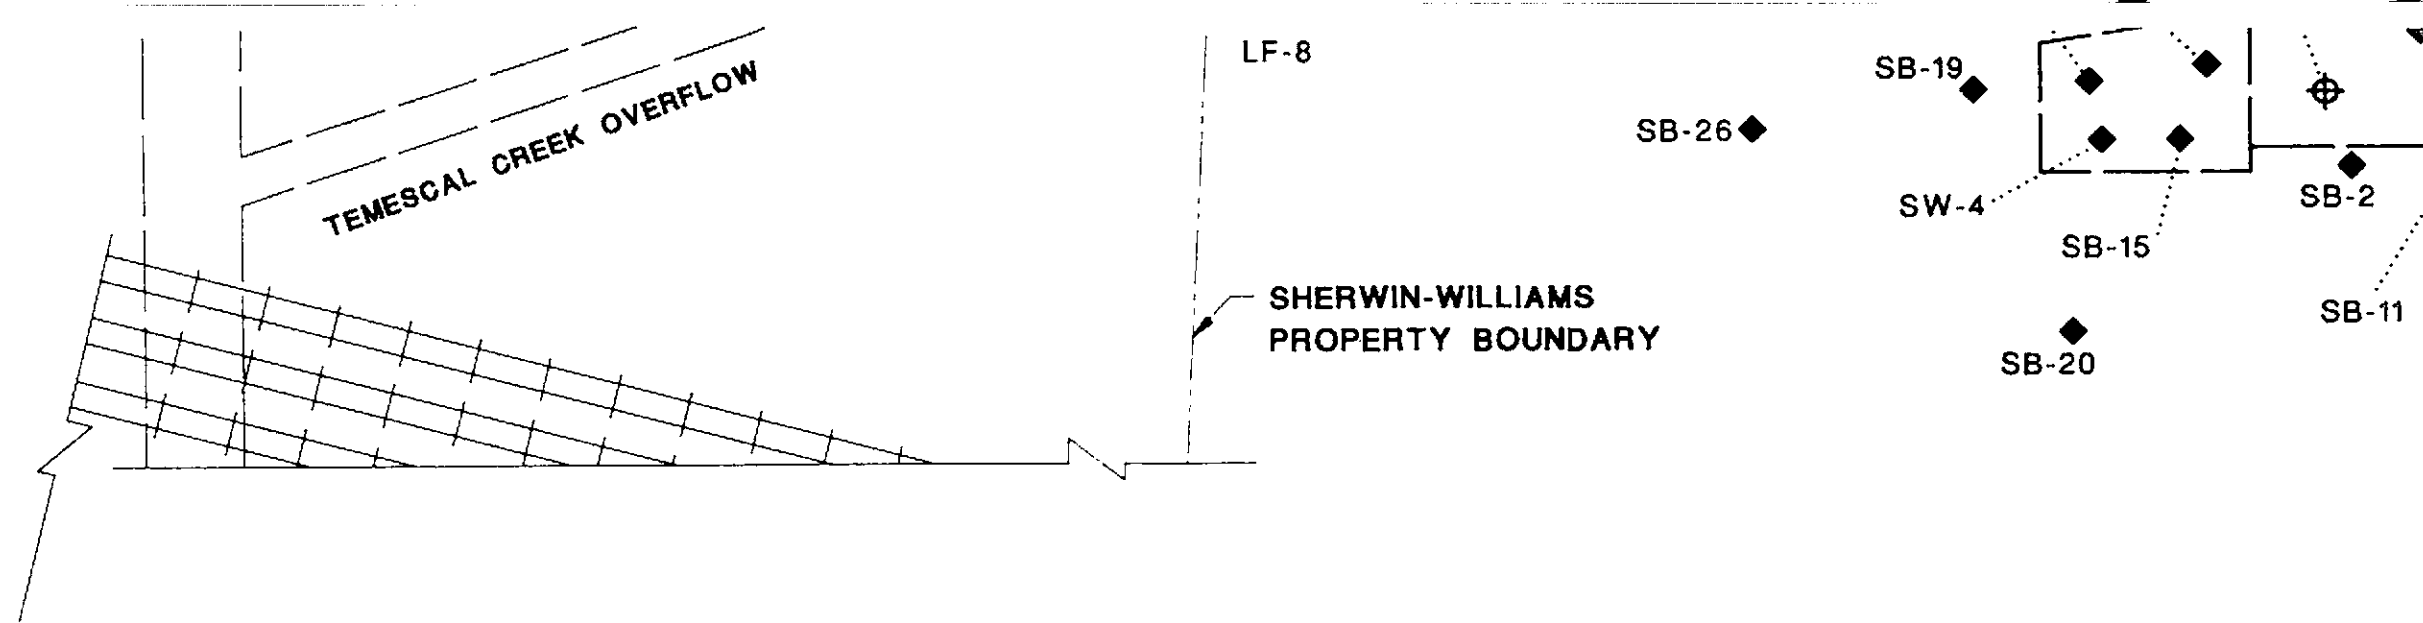 LF-8
SB-19
TEMESCAL CREEK OVERFLOW
SB-26
SW-4
SB-2
SB-15
SHERWIN-WILLIAMS
PROPERTY BOUNDARY
SB-11
SB-20